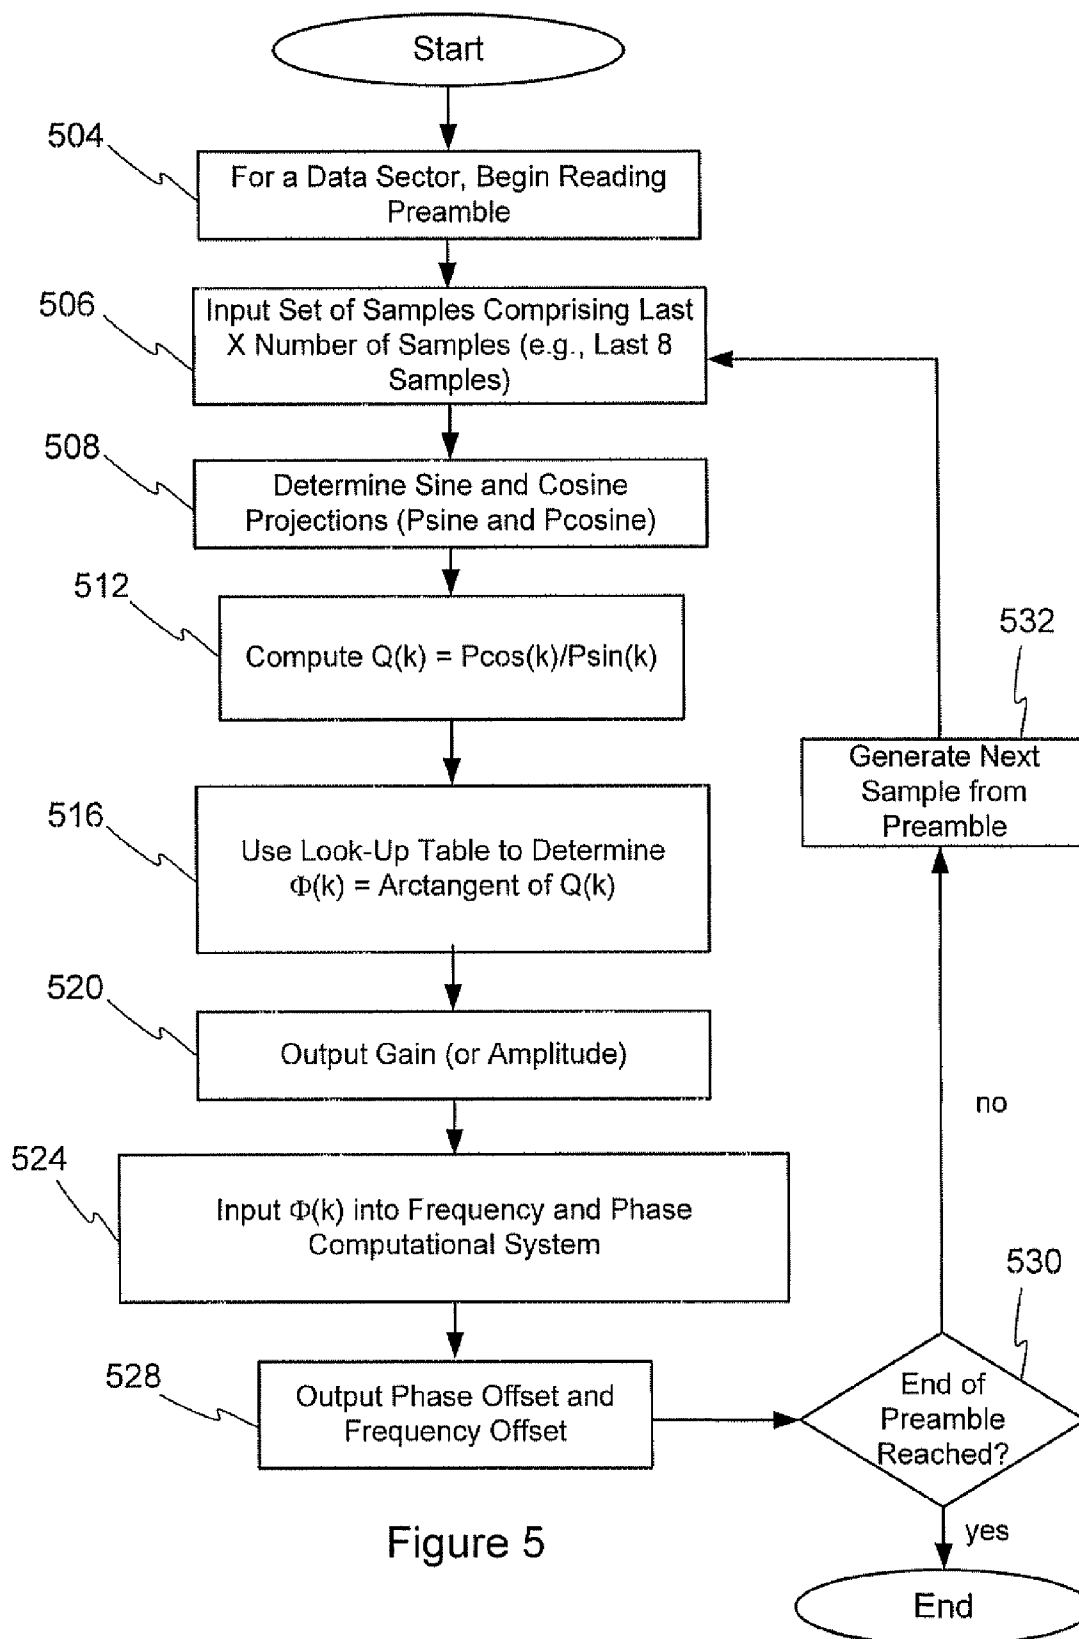 Start
504
For a Data Sector, Begin Reading
Preamble
506
Input Set of Samples Comprising Last
X Number of Samples (e.g., Last 8
Samples)
508
Determine Sine and Cosine
Projections (Psine and Pcosine)
512
Compute Q(k) = Pcos(k)/Psin(k)
516
Use Look-Up Table to Determine
Φ(k) = Arctangent of Q(k)
520
Output Gain (or Amplitude)
524
Input Φ(k) into Frequency and Phase
Computational System
528
Output Phase Offset and
Frequency Offset
530
End of
Preamble
Reached?
no
532
Generate Next
Sample from
Preamble
yes
End
Figure 5